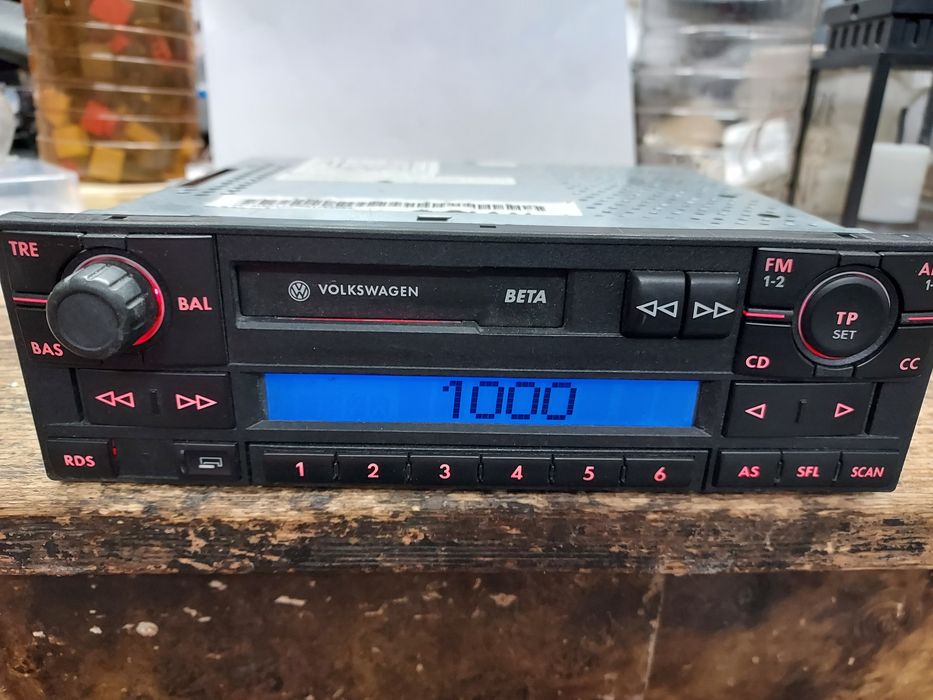 TRE
BAL
BAS
VOLKSWAGEN
BETA
FM
1-2
TP
SET
CD
CC
1000
RDS
1 2 3 4 5 6
AS SFL SCAN